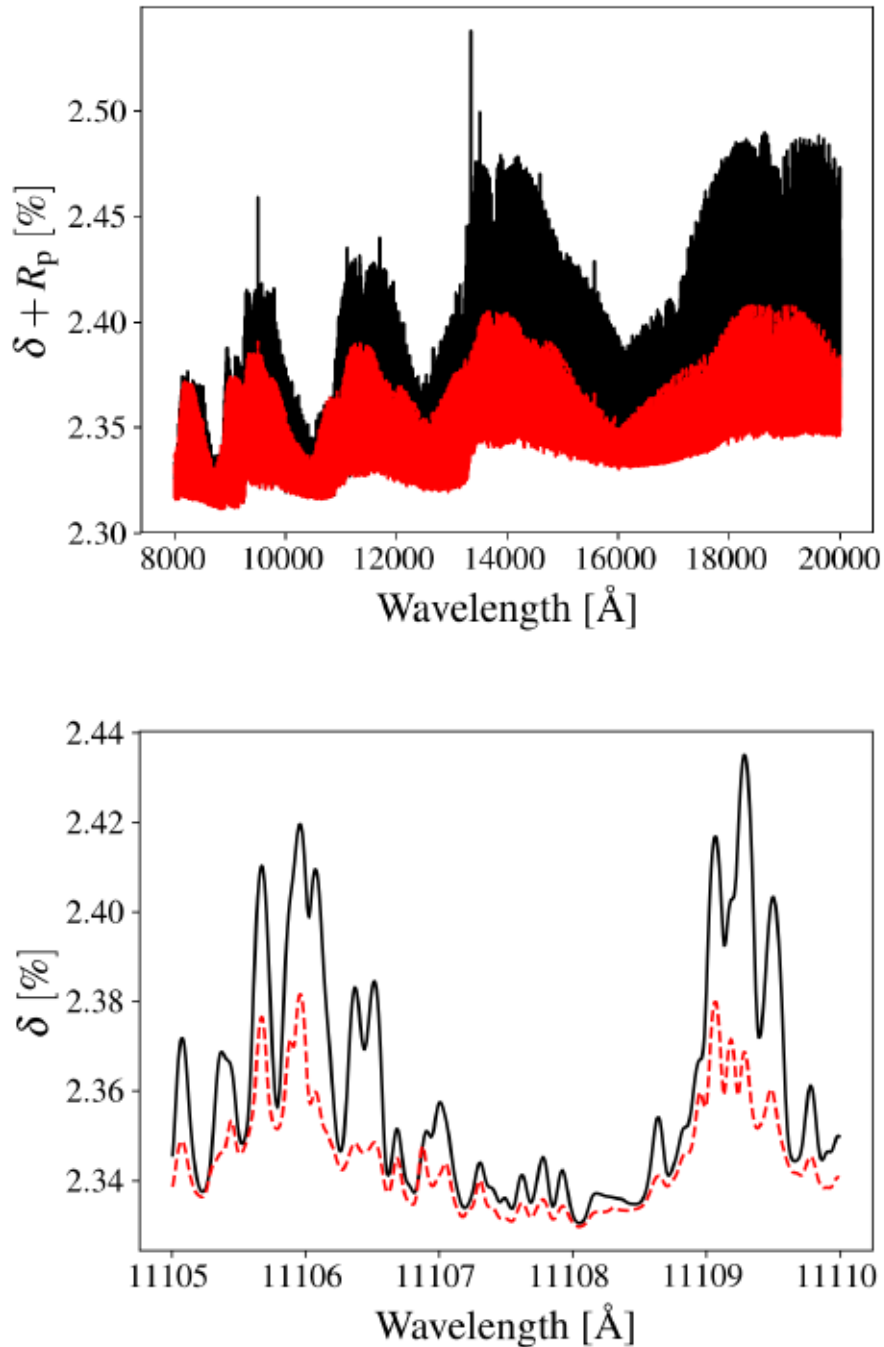 2.50
2.45
2.40
2.35
2.30
δ + Rp [%]
8000 10000 12000 14000 16000 18000 20000
Wavelength [Å]
2.44
2.42
2.40
2.38
2.36
2.34
δ [%]
11105 11106 11107 11108 11109 11110
Wavelength [Å]